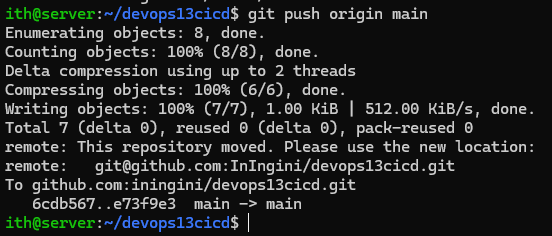 ith@server:~/devops13cicd$ git push origin main
Enumerating objects: 8, done.
Counting objects: 100% (8/8), done.
Delta compression using up to 2 threads
Compressing objects: 100% (6/6), done.
Writing objects: 100% (7/7), 1.00 KiB | 512.00 KiB/s, done.
Total 7 (delta 0), reused 0 (delta 0), pack-reused 0
remote: This repository moved. Please use the new location:
remote:   git@github.com:InIngini/devops13cicd.git
To github.com:iningini/devops13cicd.git
   6cdb567..e73f9e3  main -> main
ith@server:~/devops13cicd$